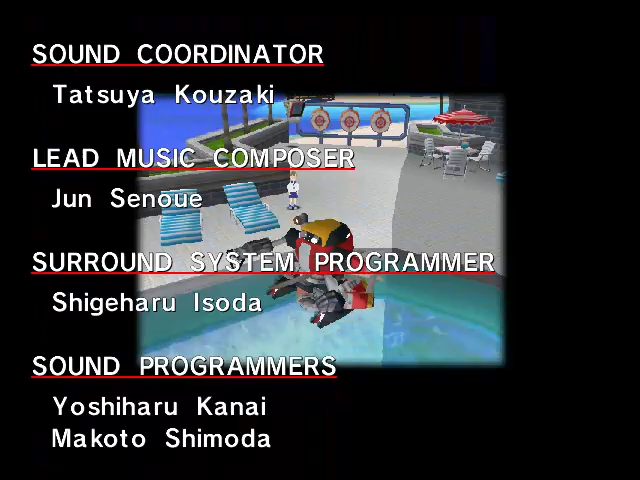 SOUND COORDINATOR
Tatsuya Kouzaki
LEAD MUSIC COMPOSER
Jun Senoue
SURROUND SYSTEM PROGRAMMER
Shigeharu Isoda
SOUND PROGRAMMERS
Yoshiharu Kanai
Makoto Shimoda